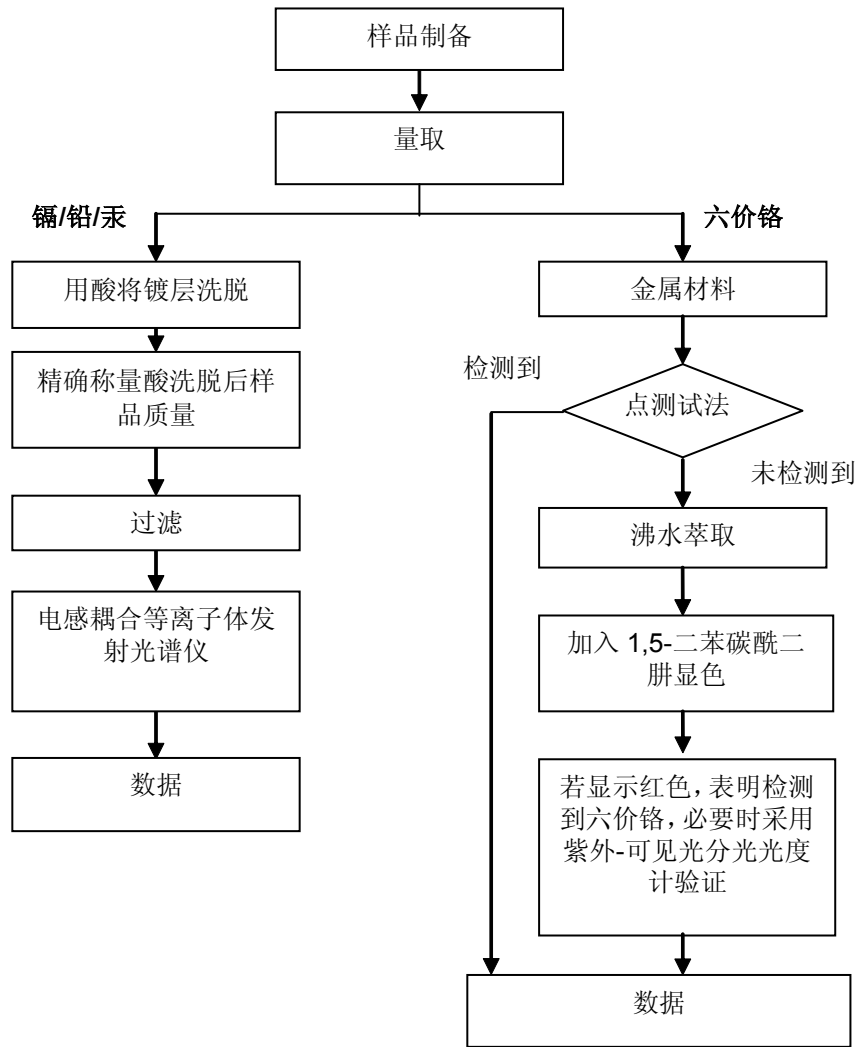 样品制备
量取
镉/铅/汞
六价铬
用酸将镀层洗脱
精确称量酸洗脱后样
品质量
过滤
电感耦合等离子体发
射光谱仪
数据
金属材料
检测到
点测试法
未检测到
沸水萃取
加入 1,5-二苯碳酰二
肼显色
若显示红色，表明检测
到六价铬，必要时采用
紫外-可见光分光光度
计验证
数据